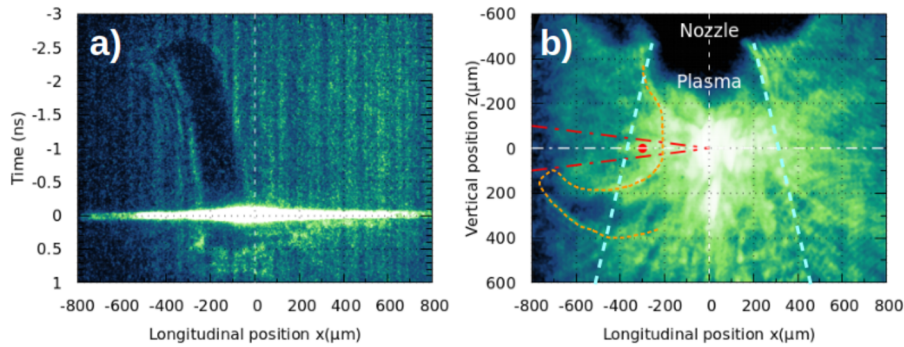 a)
-3
-2.5
-2
-1.5
-1
-0.5
0
0.5
1
Time (ns)
-800 -600 -400 -200 0 200 400 600 800
Longitudinal position x(μm)
b)
Nozzle
Plasma
-600
-400
-200
0
200
400
600
Vertical position z(μm)
-800 -600 -400 -200 0 200 400 600 800
Longitudinal position x(μm)